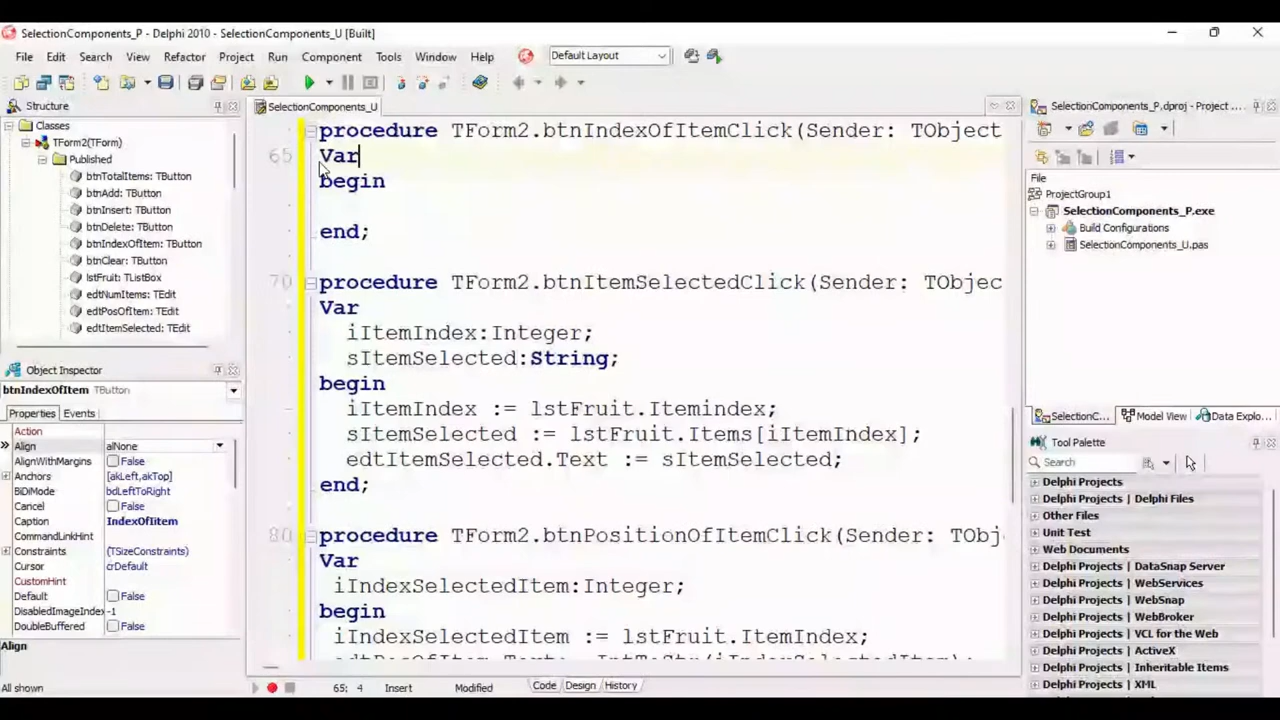 SelectionComponents_P - Delphi 2010 - SelectionComponents_U [Built]
File Edit Search View Refactor Project Run Component Tools Window Help
Default Layout
Structure
Classes
TForm2(TForm)
Published
btnTotalItems: TButton
btnAdd: TButton
btnInsert: TButton
btnDelete: TButton
btnIndexOfItem: TButton
btnClear: TButton
lstFruit: TListBox
edtNumItems: TEdit
edtPosOfItem: TEdit
edtItemSelected: TEdit
Object Inspector
btnIndexOfItem TButton
Properties Events
Action
Align alNone
AlignWithMargins False
Anchors [akLeft,akTop]
BiDiMode bdLeftToRight
Cancel False
Caption IndexOfIitem
CommandLinkHint
Constraints (TSizeConstraints)
Cursor crDefault
CustomHint
Default False
DisabledImageIndex -1
DoubleBuffered False
Align
All shown
SelectionComponents_U
procedure TForm2.btnIndexOfItemClick(Sender: TObject
65 Var
begin
end;
70 procedure TForm2.btnItemSelectedClick(Sender: TObjec
Var
iItemIndex:Integer;
sItemSelected:String;
begin
iItemIndex := lstFruit.Itemindex;
sItemSelected := lstFruit.Items[iItemIndex];
edtItemSelected.Text := sItemSelected;
end;
80 procedure TForm2.btnPositionOfItemClick(Sender: TObj
Var
iIndexSelectedItem:Integer;
begin
iIndexSelectedItem := lstFruit.ItemIndex;
edtPosOfItem.Text:= IntToStr(iIndexSelectedItem);
65: 4 Insert Modified Code Design History
SelectionComponents_P.dproj - Project ...
File
ProjectGroup1
SelectionComponents_P.exe
Build Configurations
SelectionComponents_U.pas
SelectionC... Model View Data Explo...
Tool Palette
Search
Delphi Projects
Delphi Projects | Delphi Files
Other Files
Unit Test
Web Documents
Delphi Projects | DataSnap Server
Delphi Projects | WebServices
Delphi Projects | WebSnap
Delphi Projects | WebBroker
Delphi Projects | VCL for the Web
Delphi Projects | ActiveX
Delphi Projects | Inheritable Items
Delphi Projects | XML